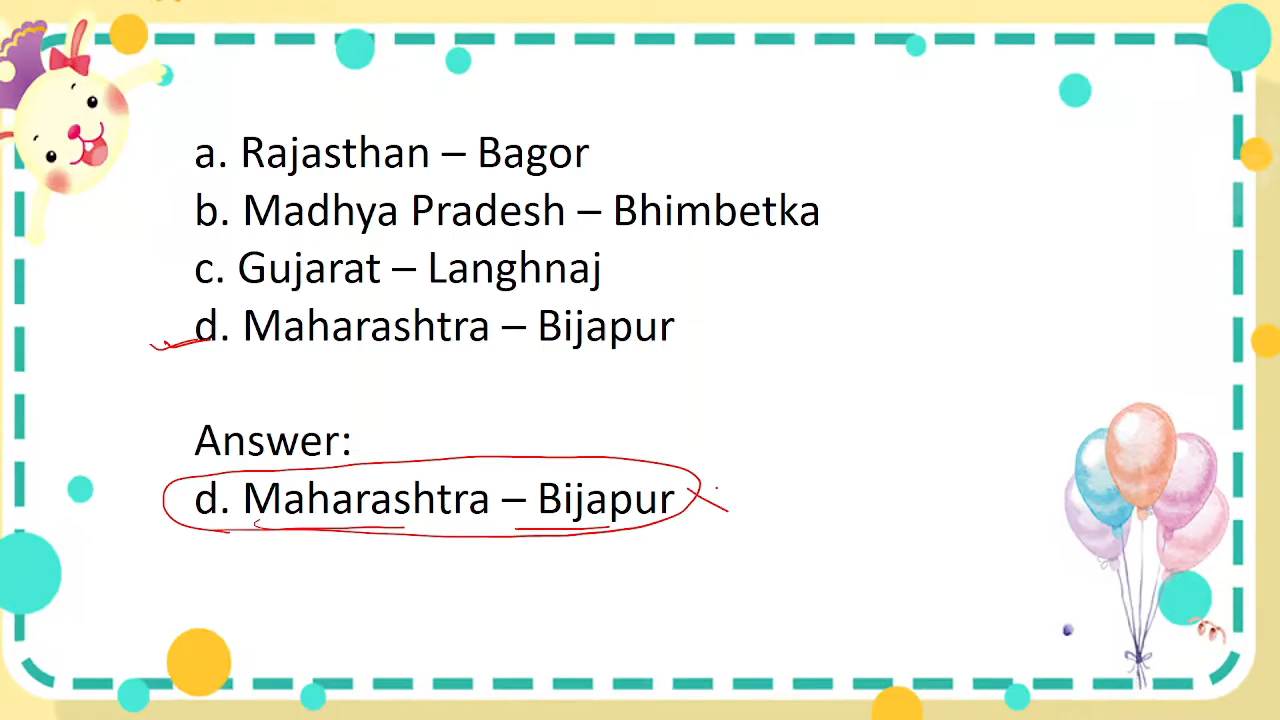 a. Rajasthan – Bagor
b. Madhya Pradesh – Bhimbetka
c. Gujarat – Langhnaj
d. Maharashtra – Bijapur
Answer:
d. Maharashtra – Bijapur